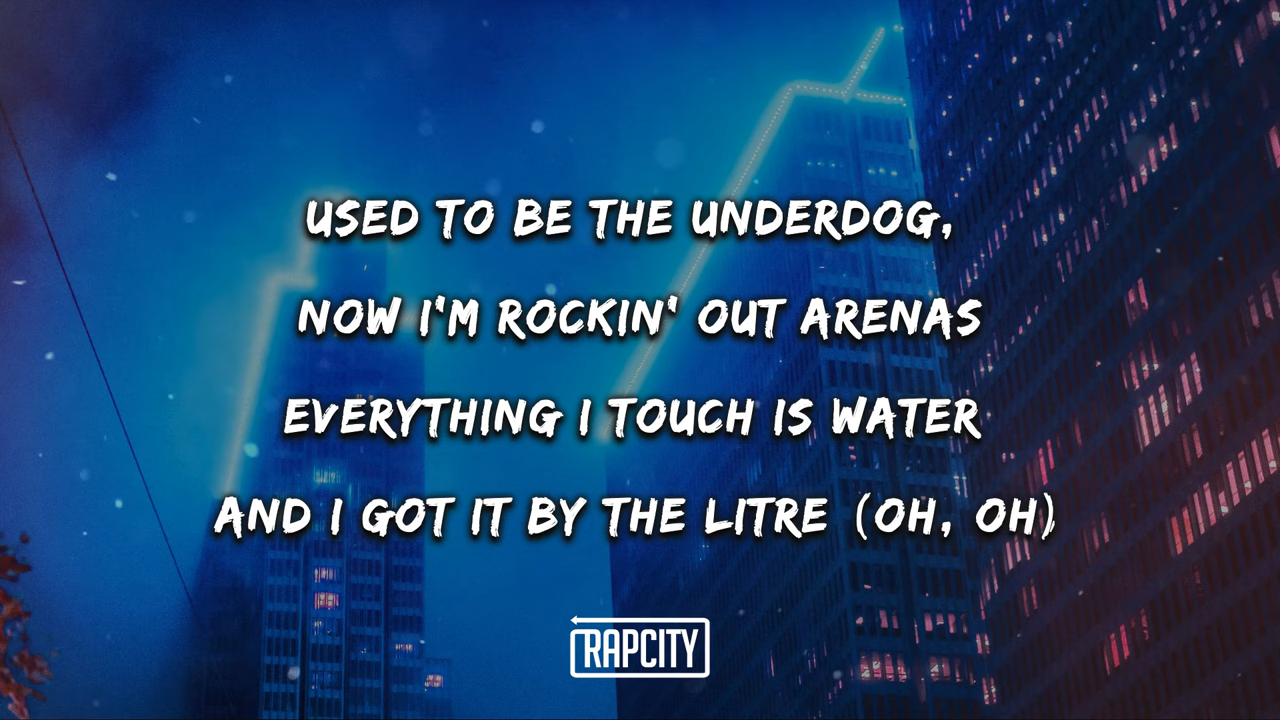 USED TO BE THE UNDERDOG,
NOW I'M ROCKIN' OUT ARENAS
EVERYTHING I TOUCH IS WATER
AND I GOT IT BY THE LITRE (OH, OH)
RAPCITY